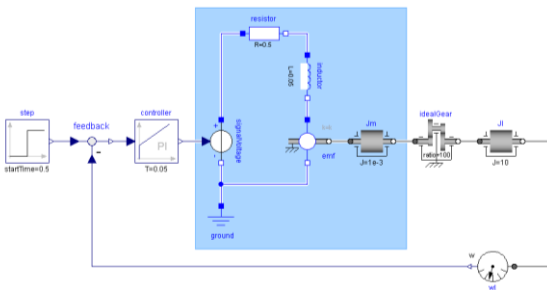 resistor
R=0.5
inductor
L=0.05
step
startTime=0.5
feedback
-
controller
PI
T=0.05
+
signalVoltage
-
emf
Jm
J=1e-3
idealGear
ratio=100
Jl
J=10
ground
w
wl